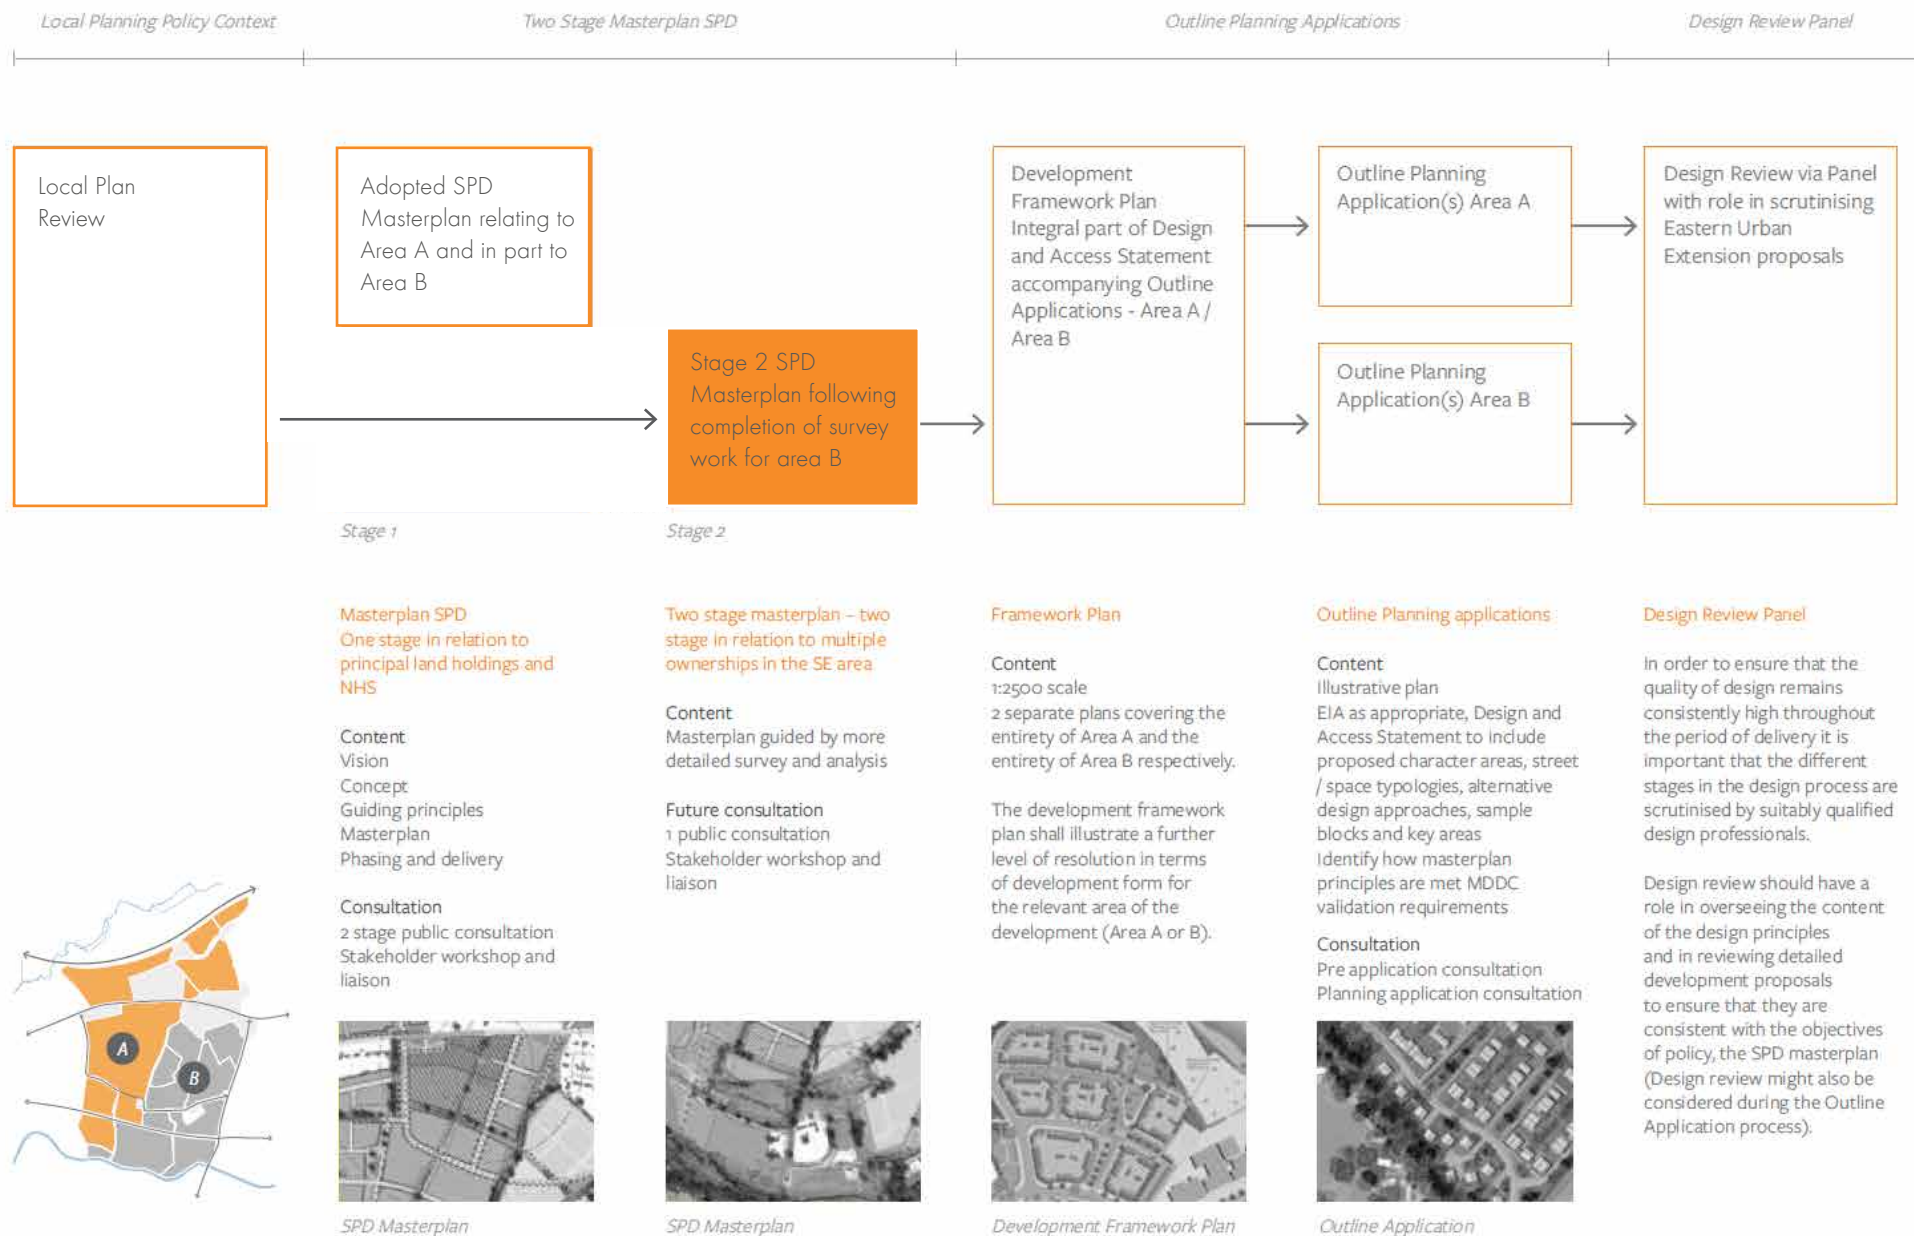 Local Planning Policy Context
Two Stage Masterplan SPD
Outline Planning Applications
Design Review Panel
Local Plan
Review
Adopted SPD
Masterplan relating to
Area A and in part to
Area B
Stage 2 SPD
Masterplan following
completion of survey
work for area B
Development
Framework Plan
Integral part of Design
and Access Statement
accompanying Outline
Applications - Area A /
Area B
Outline Planning
Application(s) Area A
Outline Planning
Application(s) Area B
Design Review via Panel
with role in scrutinising
Eastern Urban
Extension proposals
Stage 1
Stage 2
Masterplan SPD
One stage in relation to
principal land holdings and
NHS
Content
Vision
Concept
Guiding principles
Masterplan
Phasing and delivery
Consultation
2 stage public consultation
Stakeholder workshop and
liaison
Two stage masterplan – two
stage in relation to multiple
ownerships in the SE area
Content
Masterplan guided by more
detailed survey and analysis
Future consultation
1 public consultation
Stakeholder workshop and
liaison
Framework Plan
Content
1:2500 scale
2 separate plans covering the
entirety of Area A and the
entirety of Area B respectively.
The development framework
plan shall illustrate a further
level of resolution in terms
of development form for
the relevant area of the
development (Area A or B).
Outline Planning applications
Content
Illustrative plan
EIA as appropriate, Design and
Access Statement to include
proposed character areas, street
/ space typologies, alternative
design approaches, sample
blocks and key areas
Identify how masterplan
principles are met MDDC
validation requirements
Consultation
Pre application consultation
Planning application consultation
Design Review Panel
In order to ensure that the
quality of design remains
consistently high throughout
the period of delivery it is
important that the different
stages in the design process are
scrutinised by suitably qualified
design professionals.
Design review should have a
role in overseeing the content
of the design principles
and in reviewing detailed
development proposals
to ensure that they are
consistent with the objectives
of policy, the SPD masterplan
(Design review might also be
considered during the Outline
Application process).
A
B
SPD Masterplan
SPD Masterplan
Development Framework Plan
Outline Application